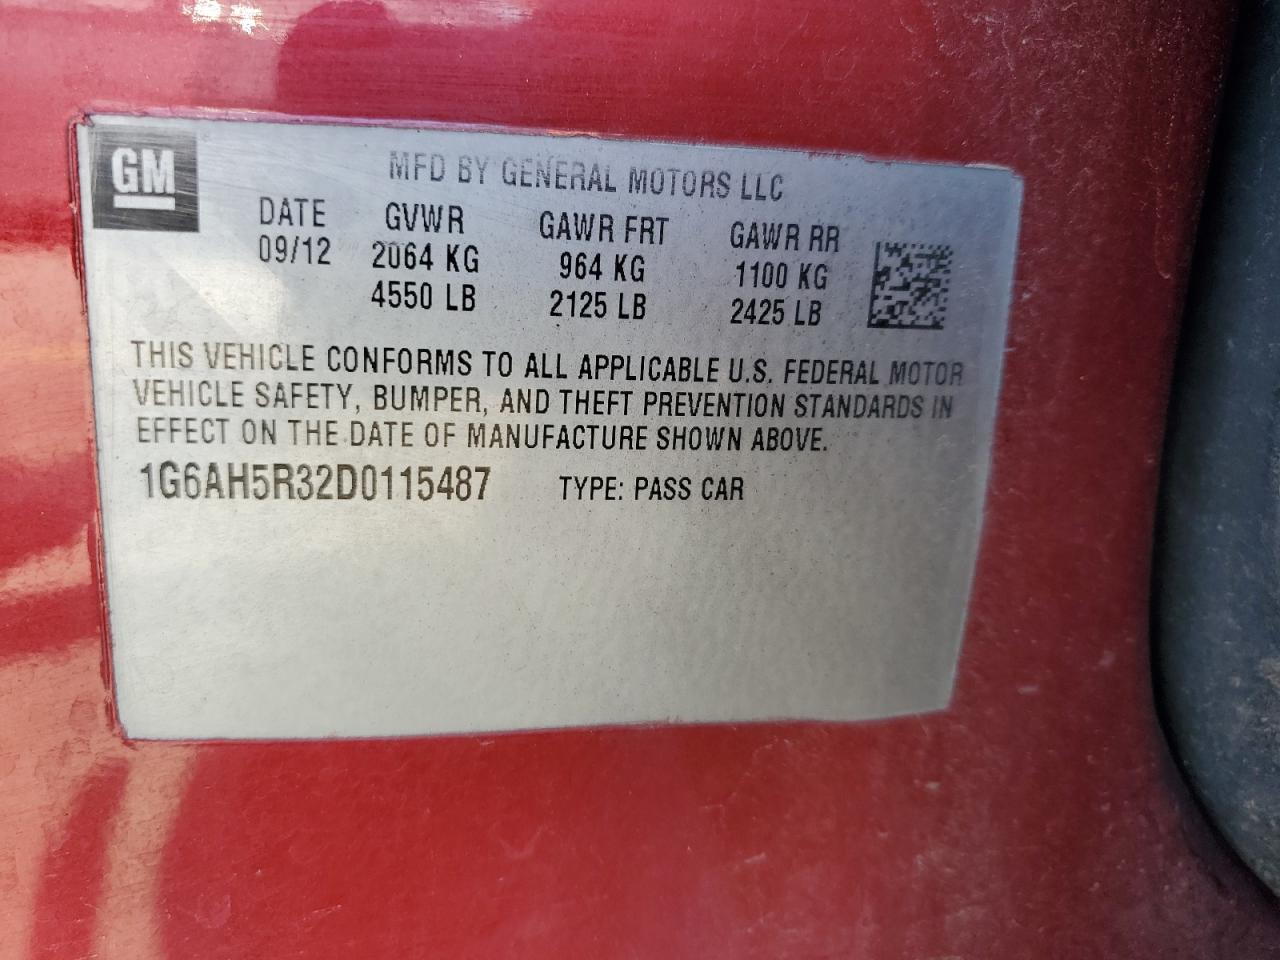 GM
MFD BY GENERAL MOTORS LLC
DATE GVWR GAWR FRT GAWR RR
09/12 2064 KG 964 KG 1100 KG
4550 LB 2125 LB 2425 LB
THIS VEHICLE CONFORMS TO ALL APPLICABLE U.S. FEDERAL MOTOR
VEHICLE SAFETY, BUMPER, AND THEFT PREVENTION STANDARDS IN
EFFECT ON THE DATE OF MANUFACTURE SHOWN ABOVE.
1G6AH5R32D0115487 TYPE: PASS CAR